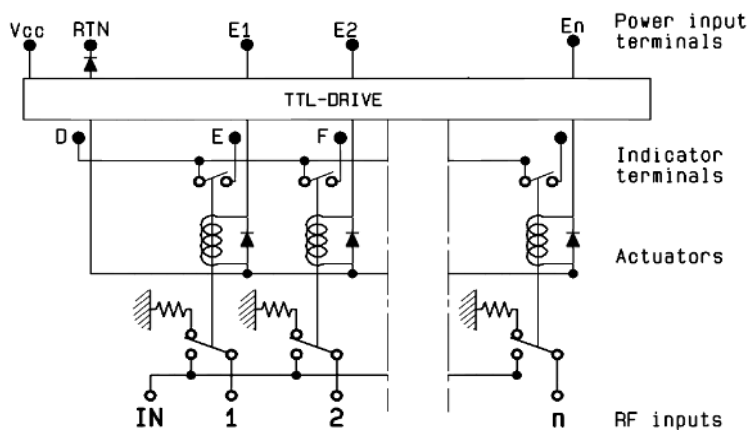 Vcc RTN E1 E2 En Power input
terminals
TTL-DRIVE
D E F
Indicator
terminals
Actuators
IN 1 2 n RF inputs